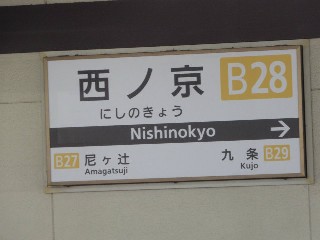 西ノ京 B28
にしのきょう
Nishinokyo →
B27 尼ヶ辻 九条 B29
Amagatsuji Kujo